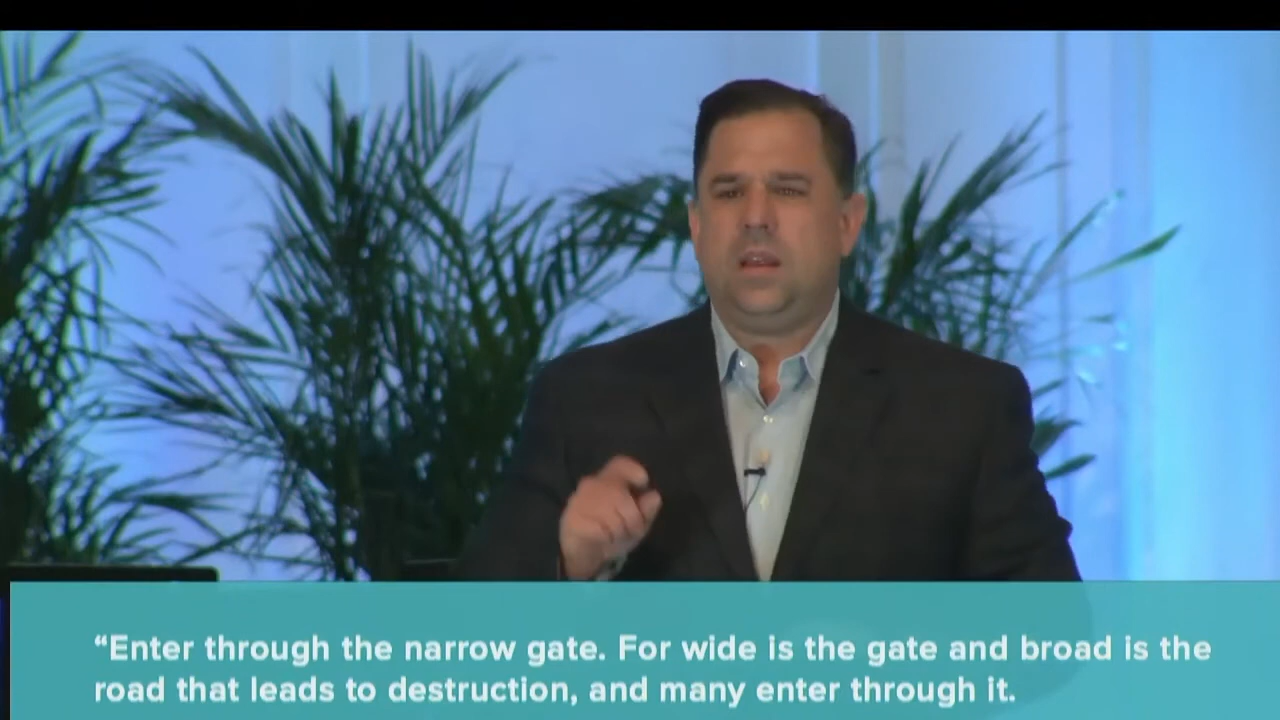 “Enter through the narrow gate. For wide is the gate and broad is the
road that leads to destruction, and many enter through it.